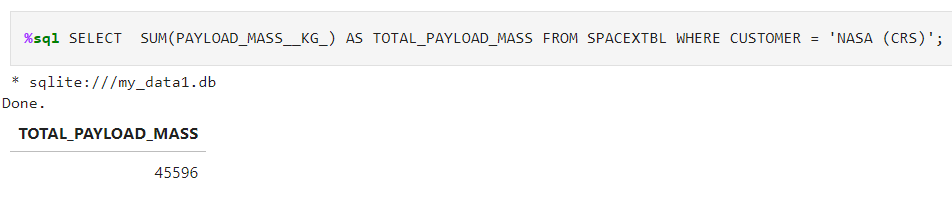 %sql SELECT  SUM(PAYLOAD_MASS__KG_) AS TOTAL_PAYLOAD_MASS FROM SPACEXTBL WHERE CUSTOMER = 'NASA (CRS)';
* sqlite:///my_data1.db
Done.
TOTAL_PAYLOAD_MASS
45596